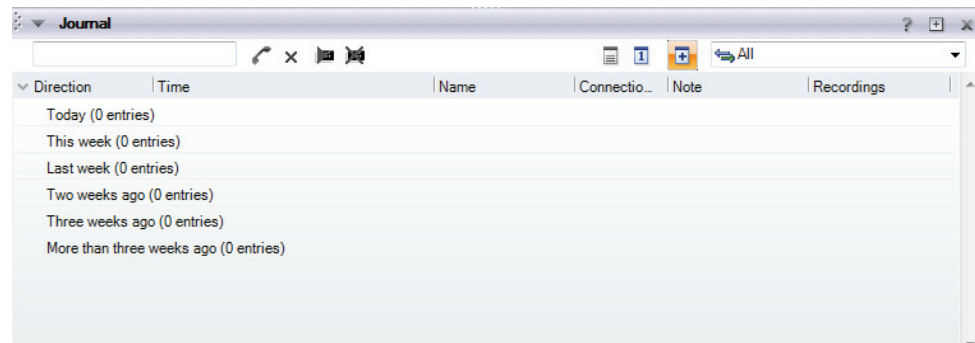 Journal
?
1
All
Direction Time Name Connectio... Note Recordings
Today (0 entries)
This week (0 entries)
Last week (0 entries)
Two weeks ago (0 entries)
Three weeks ago (0 entries)
More than three weeks ago (0 entries)